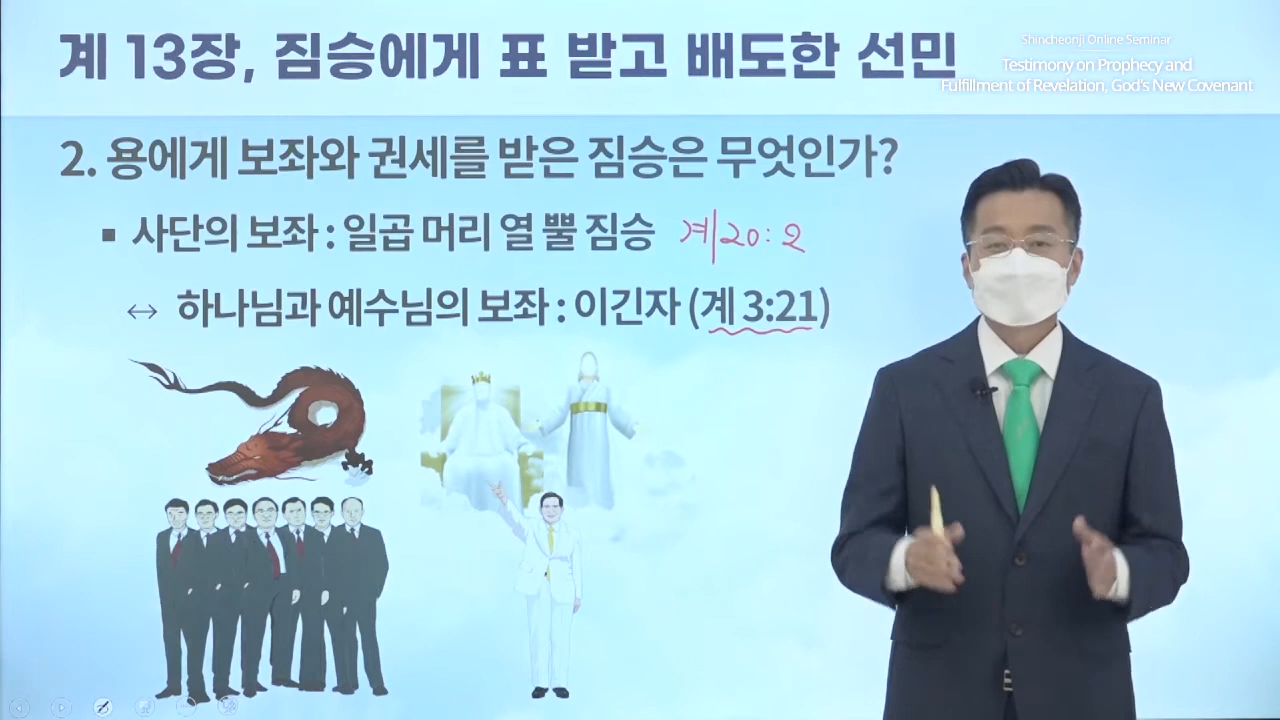 계 13장, 짐승에게 표 받고 배도한 선민
Shincheonji Online Seminar
Testimony on Prophecy and
Fulfillment of Revelation, God's New Covenant
2. 용에게 보좌와 권세를 받은 짐승은 무엇인가?
▪ 사단의 보좌 : 일곱 머리 열 뿔 짐승 계 20 : 2
↔ 하나님과 예수님의 보좌 : 이긴자 (계 3:21)